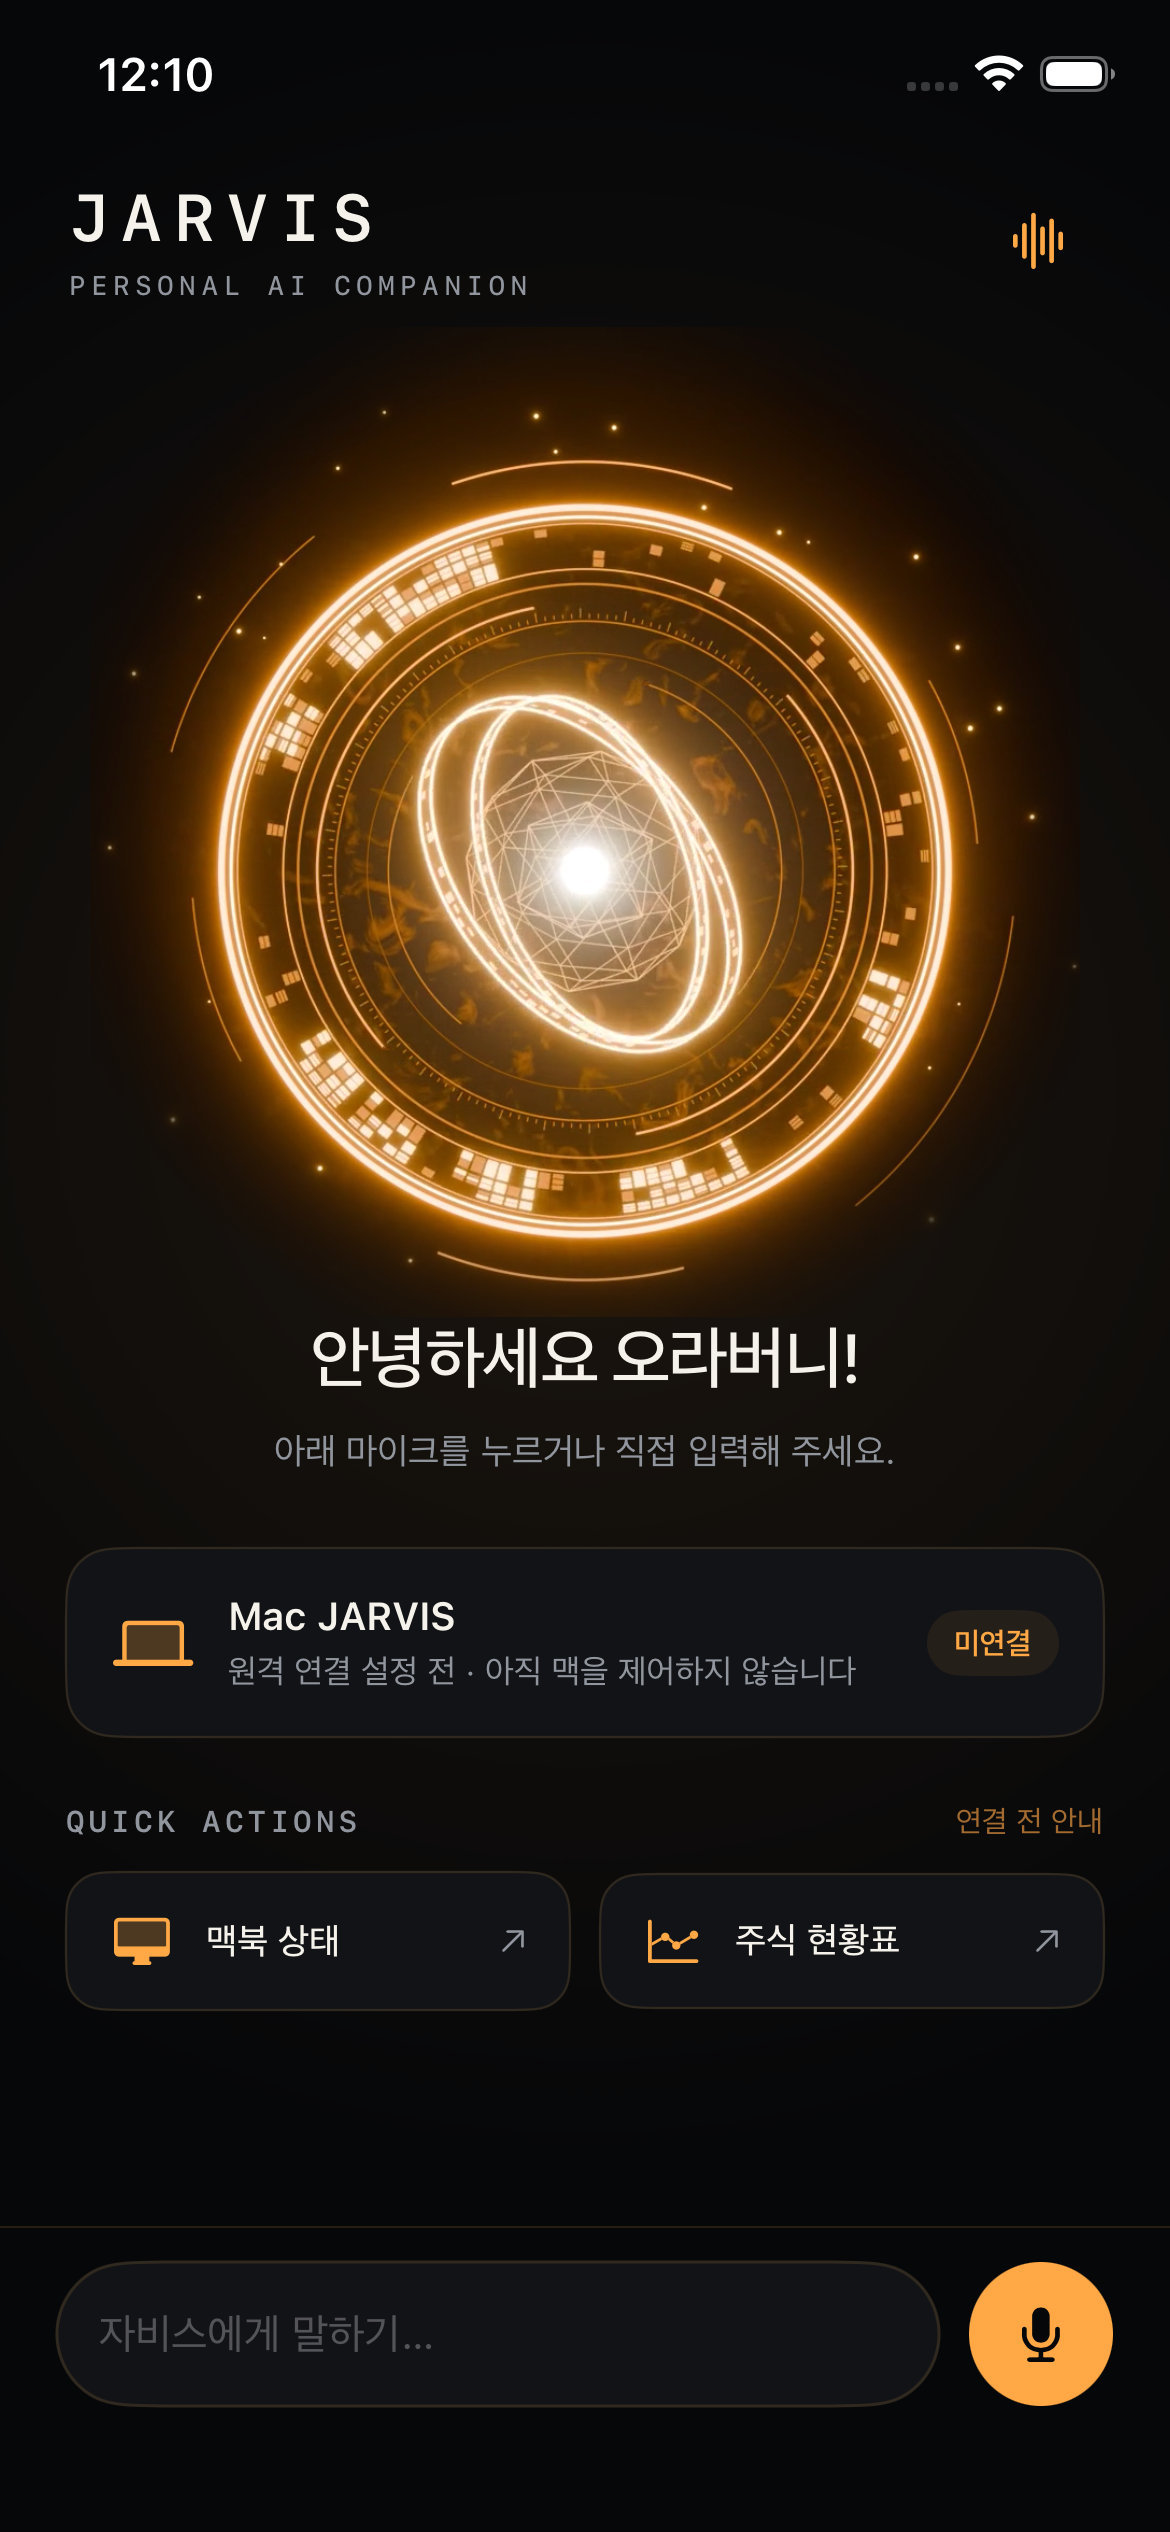 12:10
JARVIS
PERSONAL AI COMPANION
안녕하세요 오라버니!
아래 마이크를 누르거나 직접 입력해 주세요.
Mac JARVIS
원격 연결 설정 전 · 아직 맥을 제어하지 않습니다
미연결
QUICK ACTIONS
연결 전 안내
맥북 상태
주식 현황표
자비스에게 말하기...